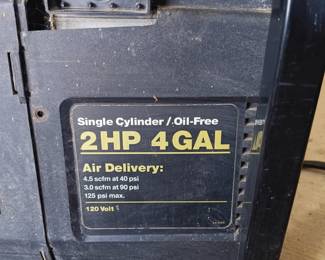 Single Cylinder / Oil-Free
2HP 4GAL
Air Delivery:
4.5 scfm at 40 psi
3.0 scfm at 90 psi
125 psi max.
120 Volt